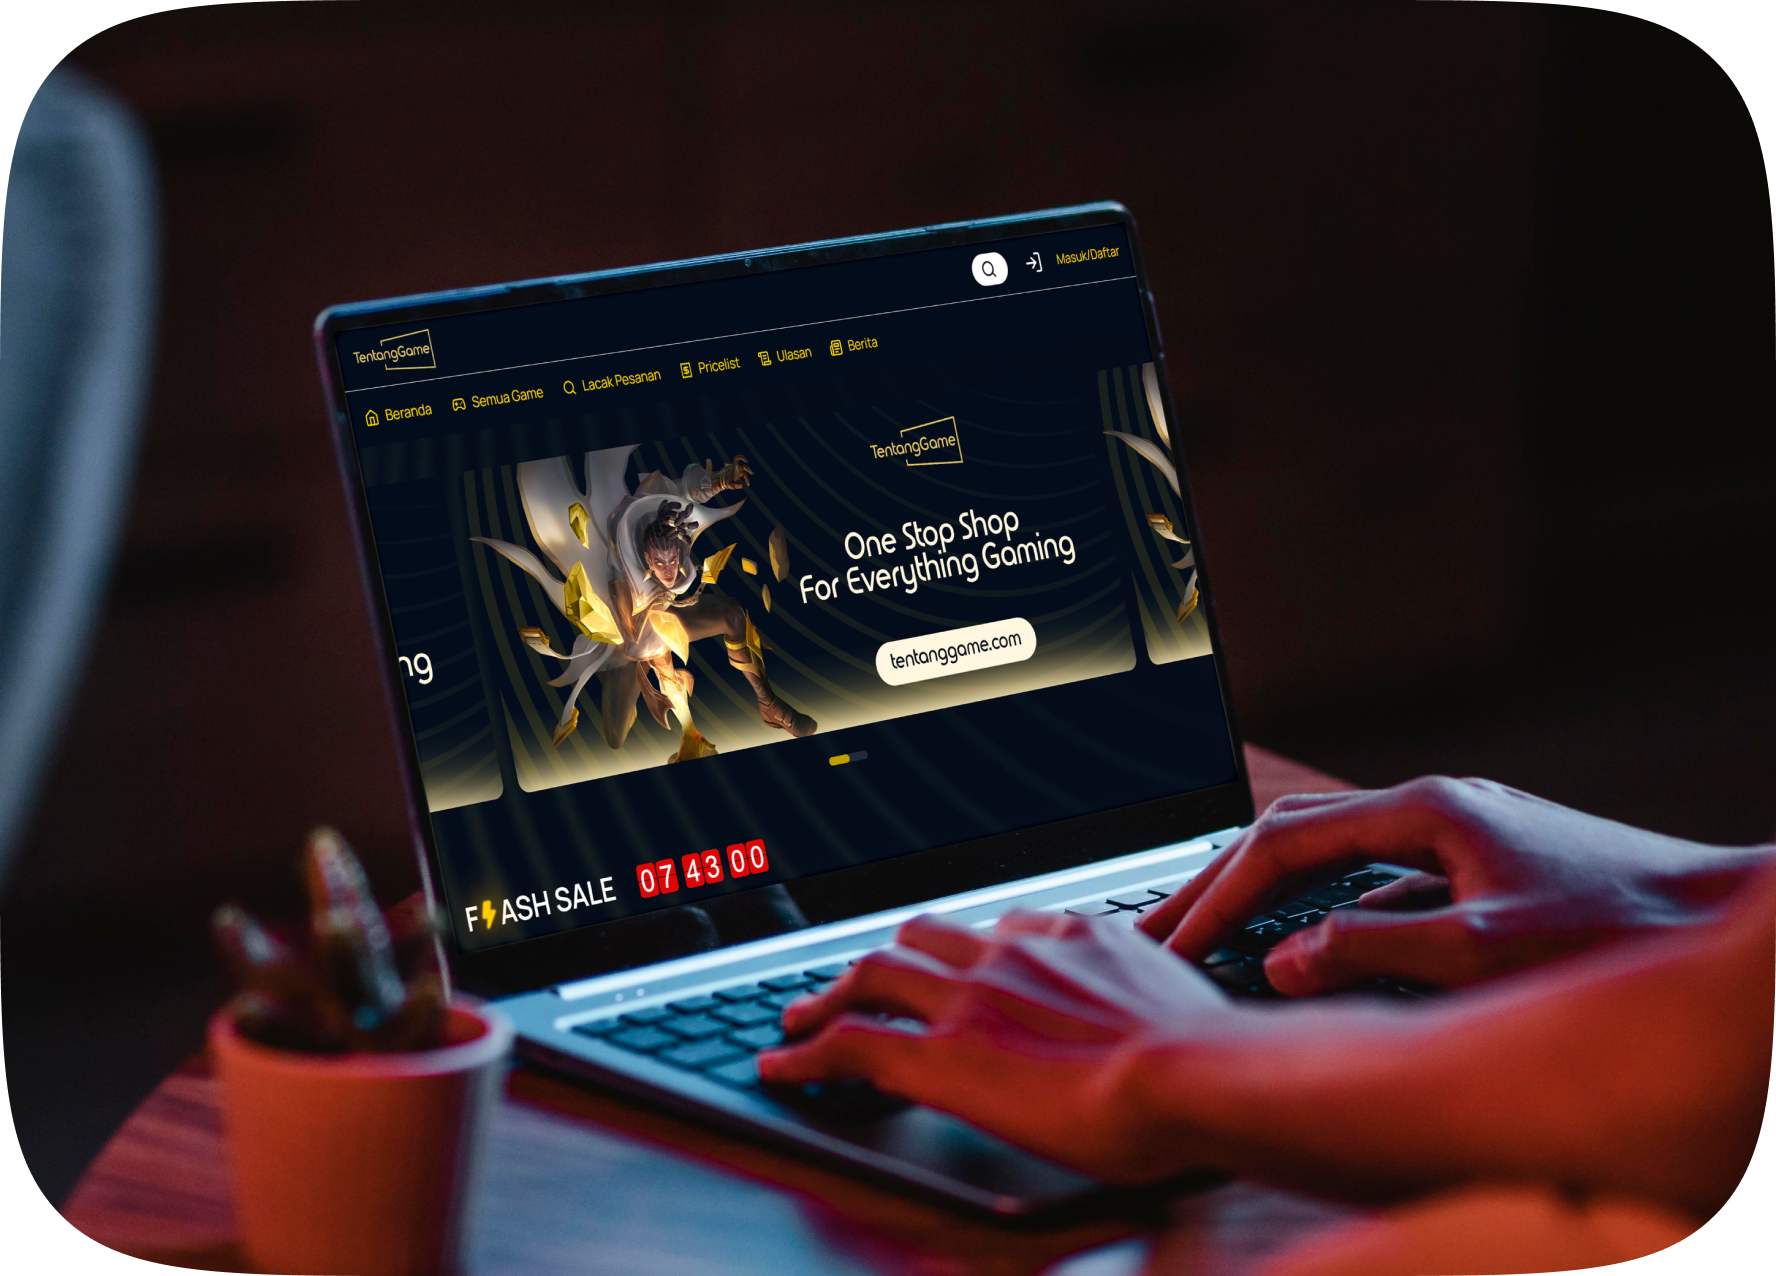 Masuk/Daftar
TentangGame
Beranda
Semua Game
Lacak Pesanan
Pricelist
Ulasan
Berita
TentangGame
One Stop Shop
For Everything Gaming
tentanggame.com
ng
F⚡ASH SALE
07 43 00